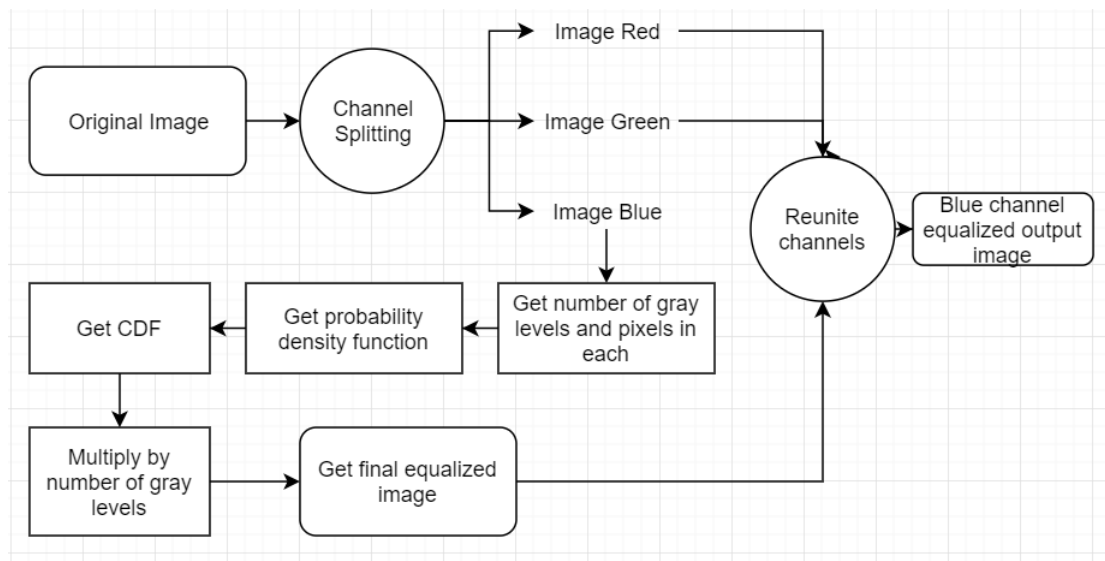 Image Red
Original Image
Channel
Splitting
Image Green
Image Blue
Reunite
channels
Blue channel
equalized output
image
Get CDF
Get probability
density function
Get number of gray
levels and pixels in
each
Multiply by
number of gray
levels
Get final equalized
image